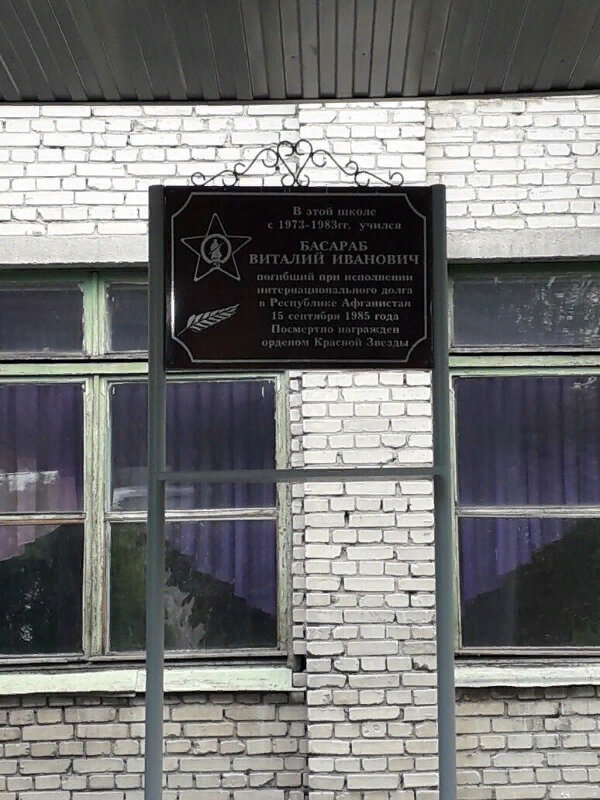 В этой школе
с 1973-1983гг. учился
БАСАРАБ
ВИТАЛИЙ ИВАНОВИЧ
погибший при исполнении
интернационального долга
в Республике Афганистан
15 сентября 1985 года
Посмертно награжден
орденом Красной Звезды